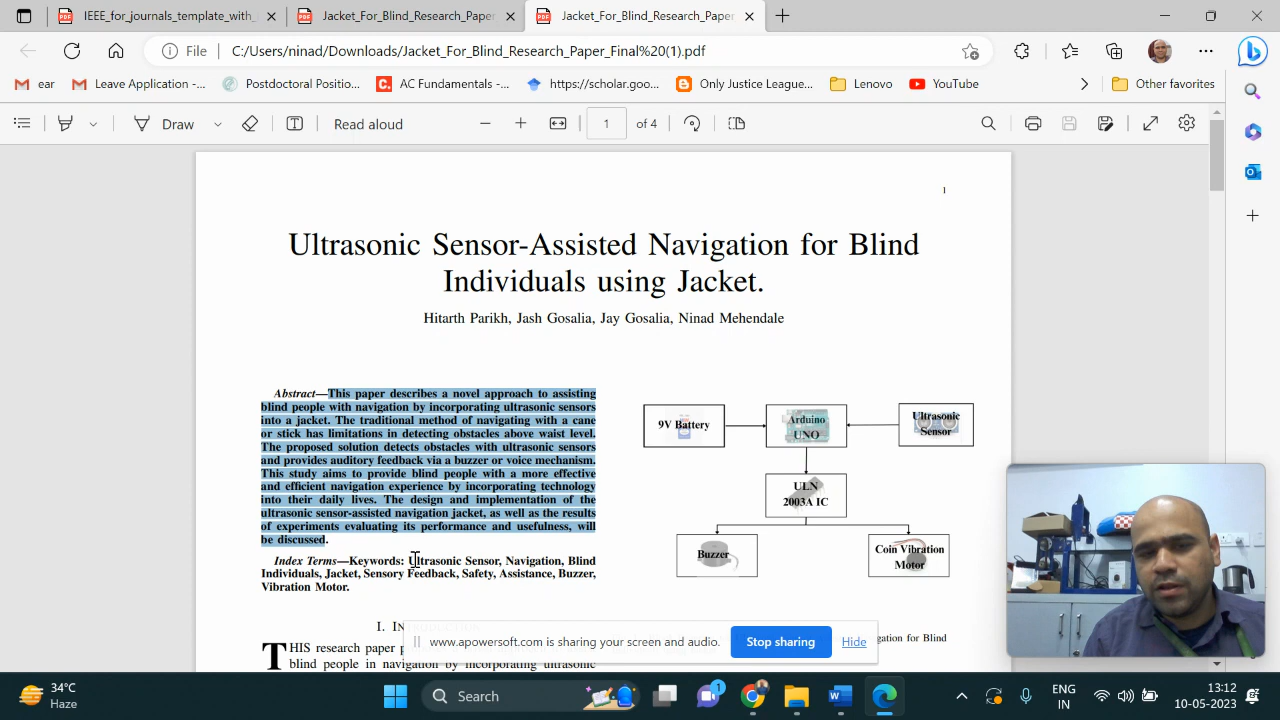 IEEE_for_journals_template_with_
Jacket_For_Blind_Research_Paper
Jacket_For_Blind_Research_Paper
File C:/Users/ninad/Downloads/Jacket_For_Blind_Research_Paper_Final%20(1).pdf
ear Leave Application -... Postdoctoral Positio... AC Fundamentals -... https://scholar.goo... Only Justice League... Lenovo YouTube Other favorites
Draw Read aloud 1 of 4
1
Ultrasonic Sensor-Assisted Navigation for Blind
Individuals using Jacket.
Hitarth Parikh, Jash Gosalia, Jay Gosalia, Ninad Mehendale
Abstract—This paper describes a novel approach to assisting
blind people with navigation by incorporating ultrasonic sensors
into a jacket. The traditional method of navigating with a cane
or stick has limitations in detecting obstacles above waist level.
The proposed solution detects obstacles with ultrasonic sensors
and provides auditory feedback via a buzzer or voice mechanism.
This study aims to provide blind people with a more effective
and efficient navigation experience by incorporating technology
into their daily lives. The design and implementation of the
ultrasonic sensor-assisted navigation jacket, as well as the results
of experiments evaluating its performance and usefulness, will
be discussed.
Index Terms—Keywords: Ultrasonic Sensor, Navigation, Blind
Individuals, Jacket, Sensory Feedback, Safety, Assistance, Buzzer,
Vibration Motor.
I. IN
THIS research paper p
blind people in navigation by incorporating ultrasonic
9V Battery
Arduino
UNO
Ultrasonic
Sensor
ULN
2003A IC
Buzzer
Coin Vibration
Motor
gation for Blind
www.apowersoft.com is sharing your screen and audio. Stop sharing Hide
34°C
Haze
Search
1
ENG
IN
13:12
10-05-2023